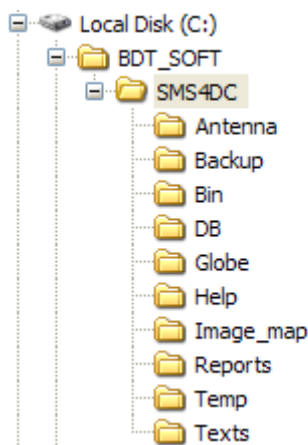 Local Disk (C:)
BDT_SOFT
SMS4DC
Antenna
Backup
Bin
DB
Globe
Help
Image_map
Reports
Temp
Texts